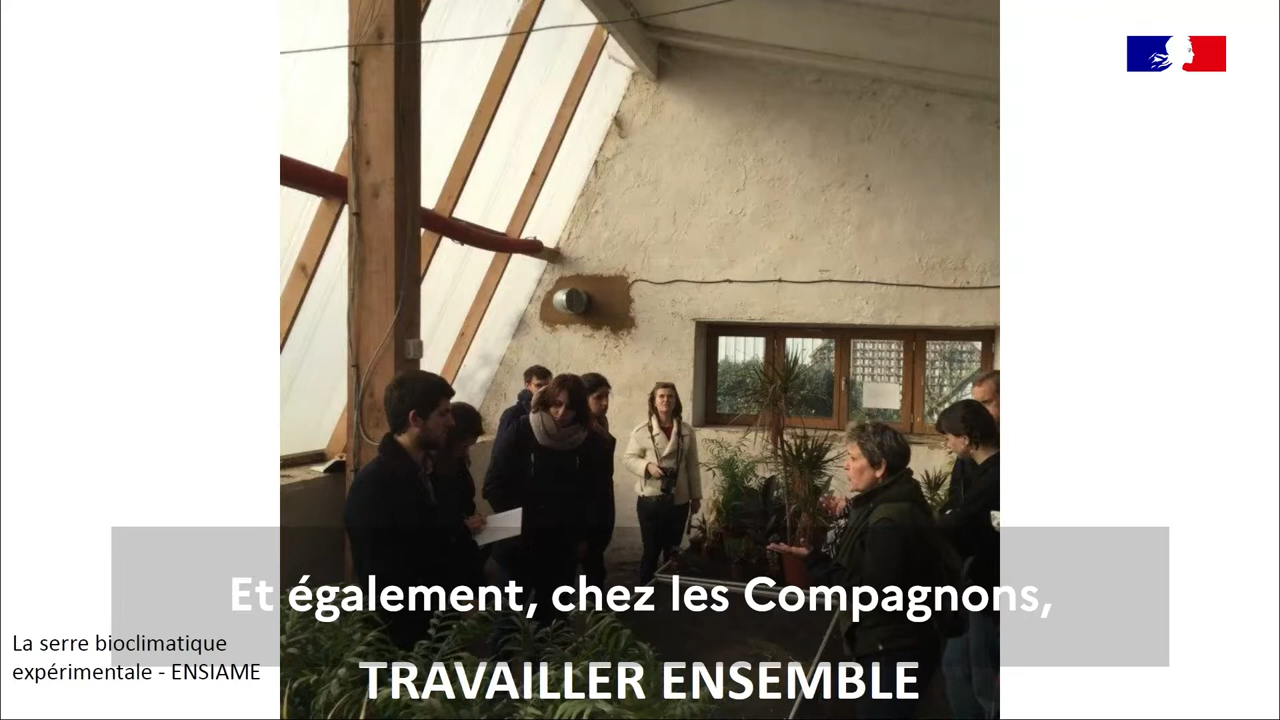 Et également, chez les Compagnons,
La serre bioclimatique
expérimentale - ENSIAME
TRAVAILLER ENSEMBLE